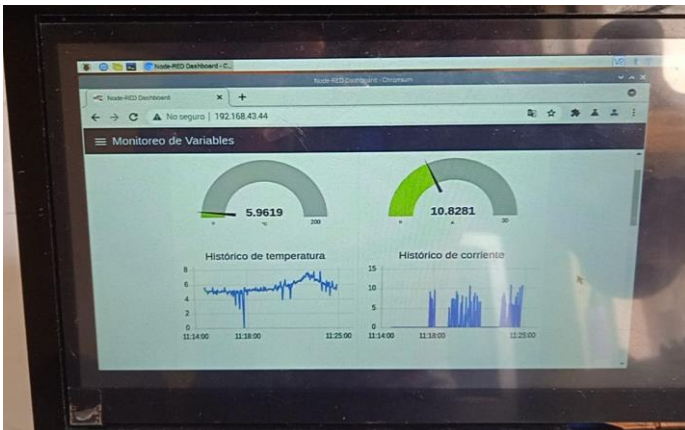 Node-RED Dashboard - C...
Node-RED Dashboard - Chromium
Node-RED Dashboard
No seguro | 192.168.43.44
Monitoreo de Variables
5.9619
0 °C 200
10.8281
0 A 30
Histórico de temperatura
8
6
4
2
0
11:14:00 11:18:00 11:25:00
Histórico de corriente
15
10
5
0
11:14:00 11:18:00 11:25:00